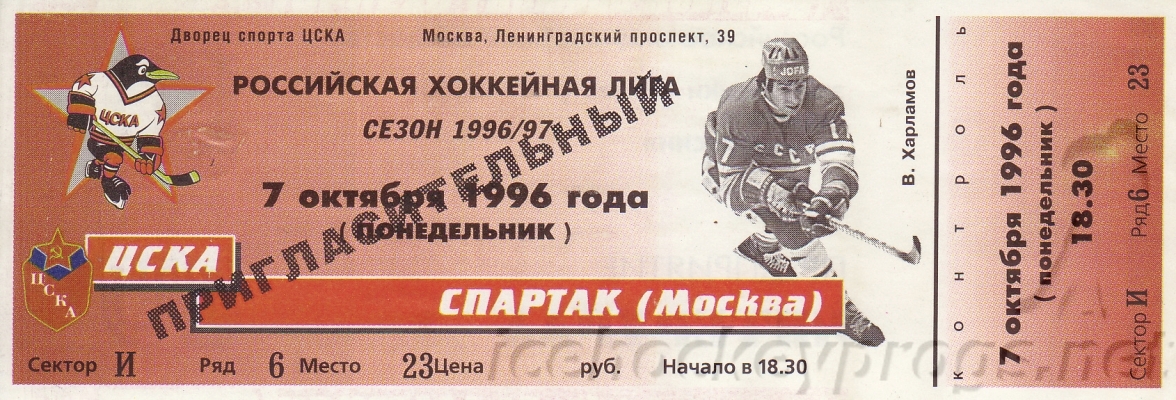 Дворец спорта ЦСКА Москва, Ленинградский проспект, 39
РОССИЙСКАЯ ХОККЕЙНАЯ ЛИГА
СЕЗОН 1996/97
7 октября 1996 года
(ПОНЕДЕЛЬНИК)
ПРИГЛАСИТЕЛЬНЫЙ
ЦСКА
ЦСКА
ЦСКА
СПАРТАК (Москва)
Сектор И Ряд 6 Место 23 Цена руб. Начало в 18.30
JOFA
17
СССР
В. Харламов
контроль
7 октября 1996 года
(понедельник)
18.30
Сектор И Ряд 6 Место 23
icehockeyprogs.net